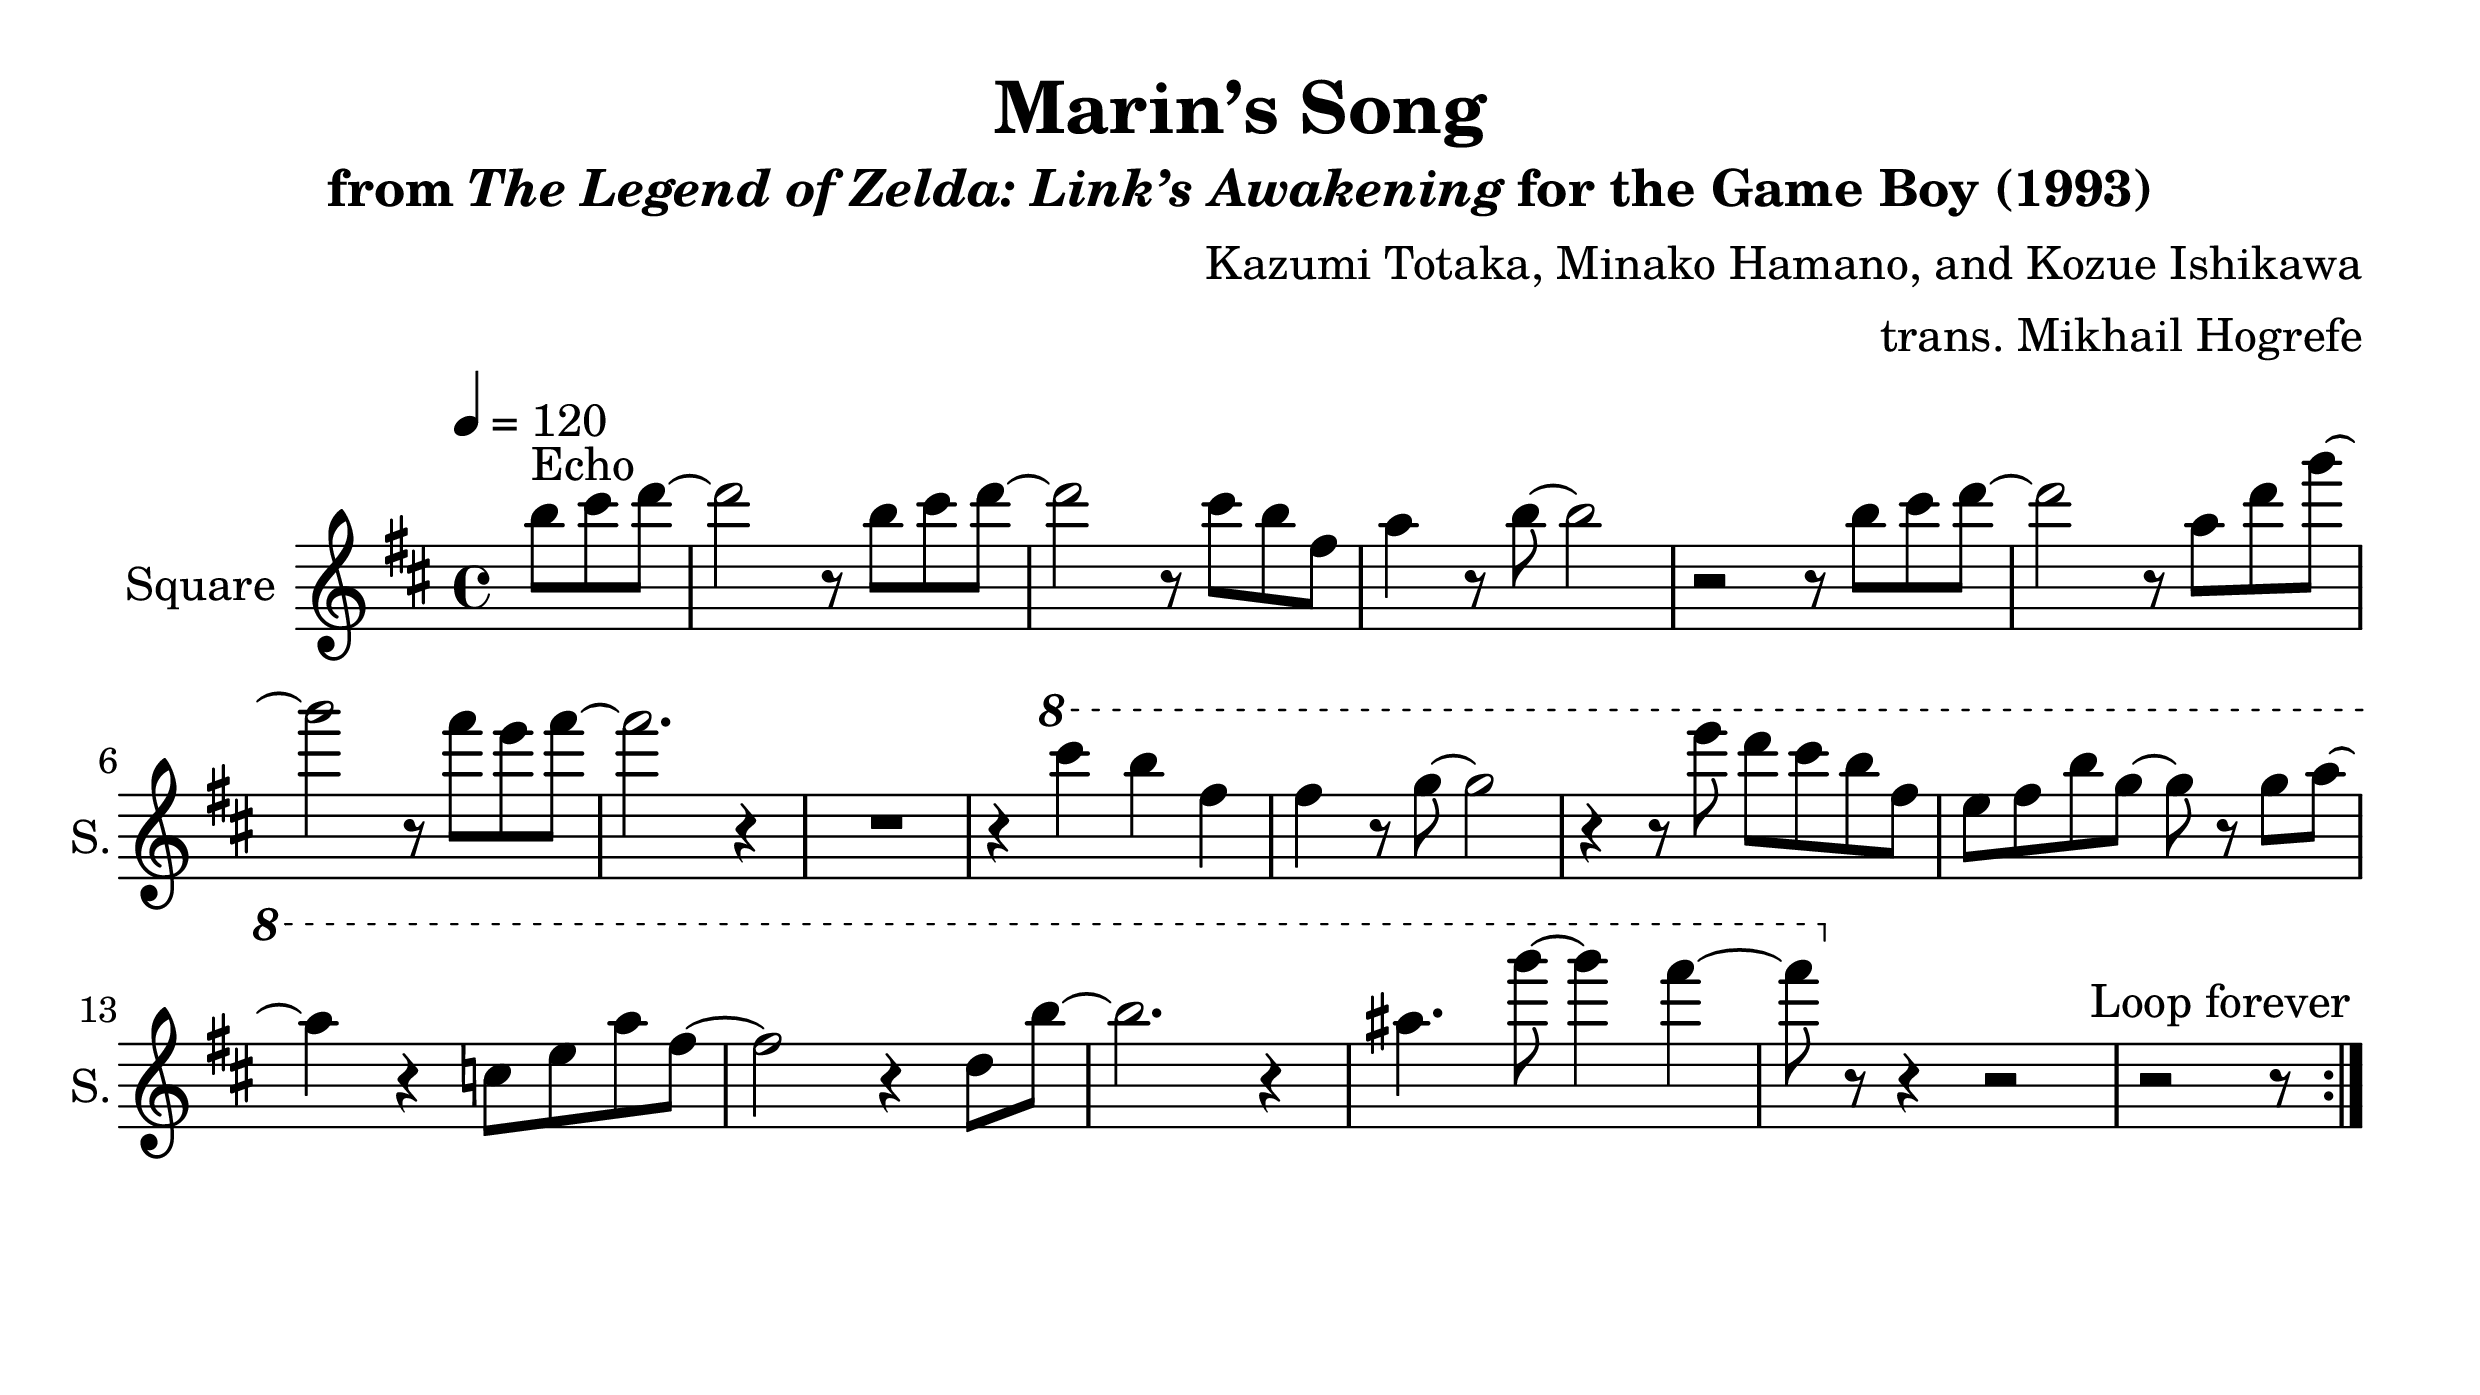 Marin’s Song
from The Legend of Zelda: Link’s Awakening for the Game Boy (1993)
Kazumi Totaka, Minako Hamano, and Kozue Ishikawa
trans. Mikhail Hogrefe
= 120
Echo
Square
8
6
S.
8
13
Loop forever
S.